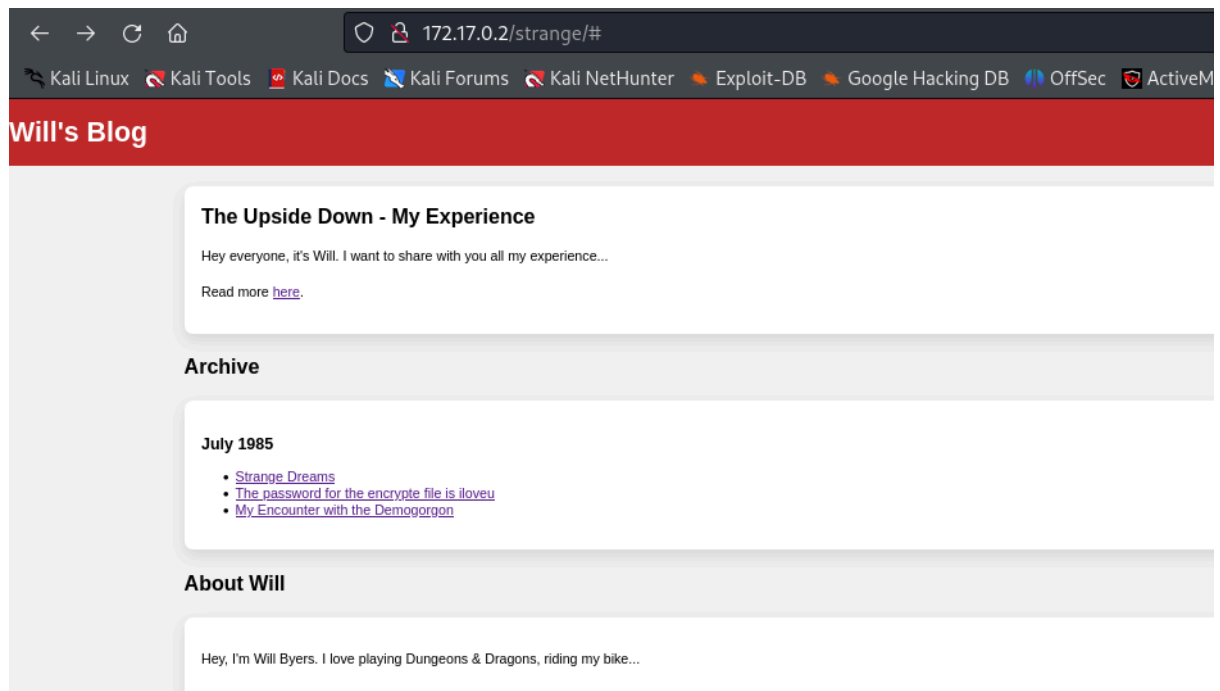 172.17.0.2/strange/#
Kali Linux Kali Tools Kali Docs Kali Forums Kali NetHunter Exploit-DB Google Hacking DB OffSec ActiveM
Will's Blog
The Upside Down - My Experience
Hey everyone, it's Will. I want to share with you all my experience...
Read more here.
Archive
July 1985
Strange Dreams
The password for the encrypte file is iloveu
My Encounter with the Demogorgon
About Will
Hey, I'm Will Byers. I love playing Dungeons & Dragons, riding my bike...